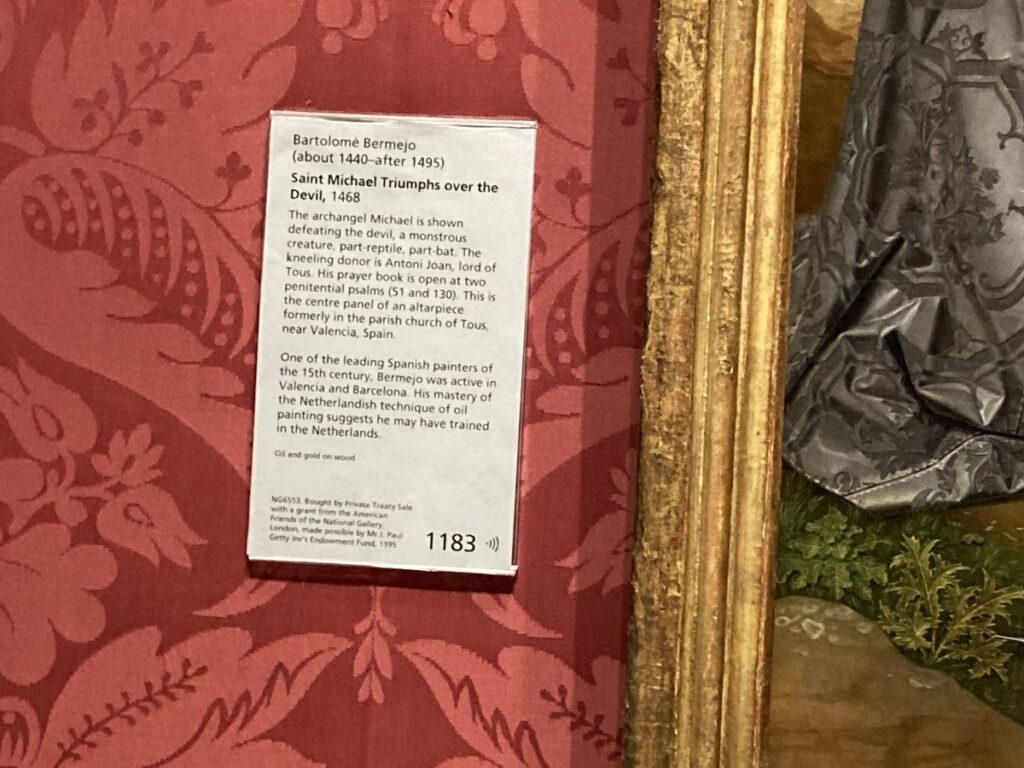 Bartolomé Bermejo
(about 1440–after 1495)
Saint Michael Triumphs over the
Devil, 1468
The archangel Michael is shown
defeating the devil, a monstrous
creature, part-reptile, part-bat. The
kneeling donor is Antoni Joan, lord of
Tous. His prayer book is open at two
penitential psalms (51 and 130). This is
the centre panel of an altarpiece
formerly in the parish church of Tous,
near Valencia, Spain.
One of the leading Spanish painters of
the 15th century, Bermejo was active in
Valencia and Barcelona. His mastery of
the Netherlandish technique of oil
painting suggests he may have trained
in the Netherlands.
Oil and gold on wood
NG6553. Bought by Private Treaty Sale
with a grant from the American
Friends of the National Gallery,
London, made possible by Mr J. Paul
Getty Jnr's Endowment Fund, 1995
1183